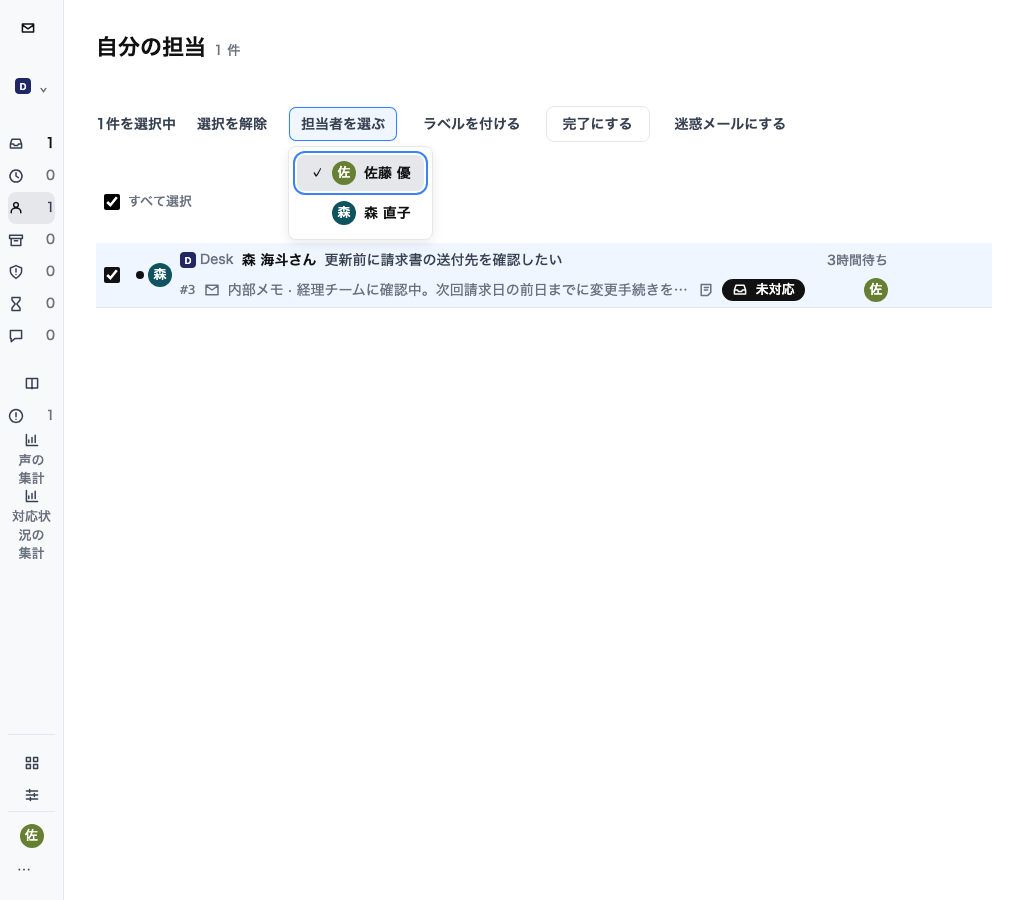 自分の担当 1 件
D
1件を選択中 選択を解除 担当者を選ぶ ラベルを付ける 完了にする 迷惑メールにする
1
0
1
0
0
0
0
1
声の
集計
対応状
況の
集計
佐
…
✓ 佐 佐藤 優
森 森 直子
すべて選択
森 D Desk 森 海斗さん 更新前に請求書の送付先を確認したい 3時間待ち
#3 内部メモ · 経理チームに確認中。次回請求日の前日までに変更手続きを… 未対応 佐